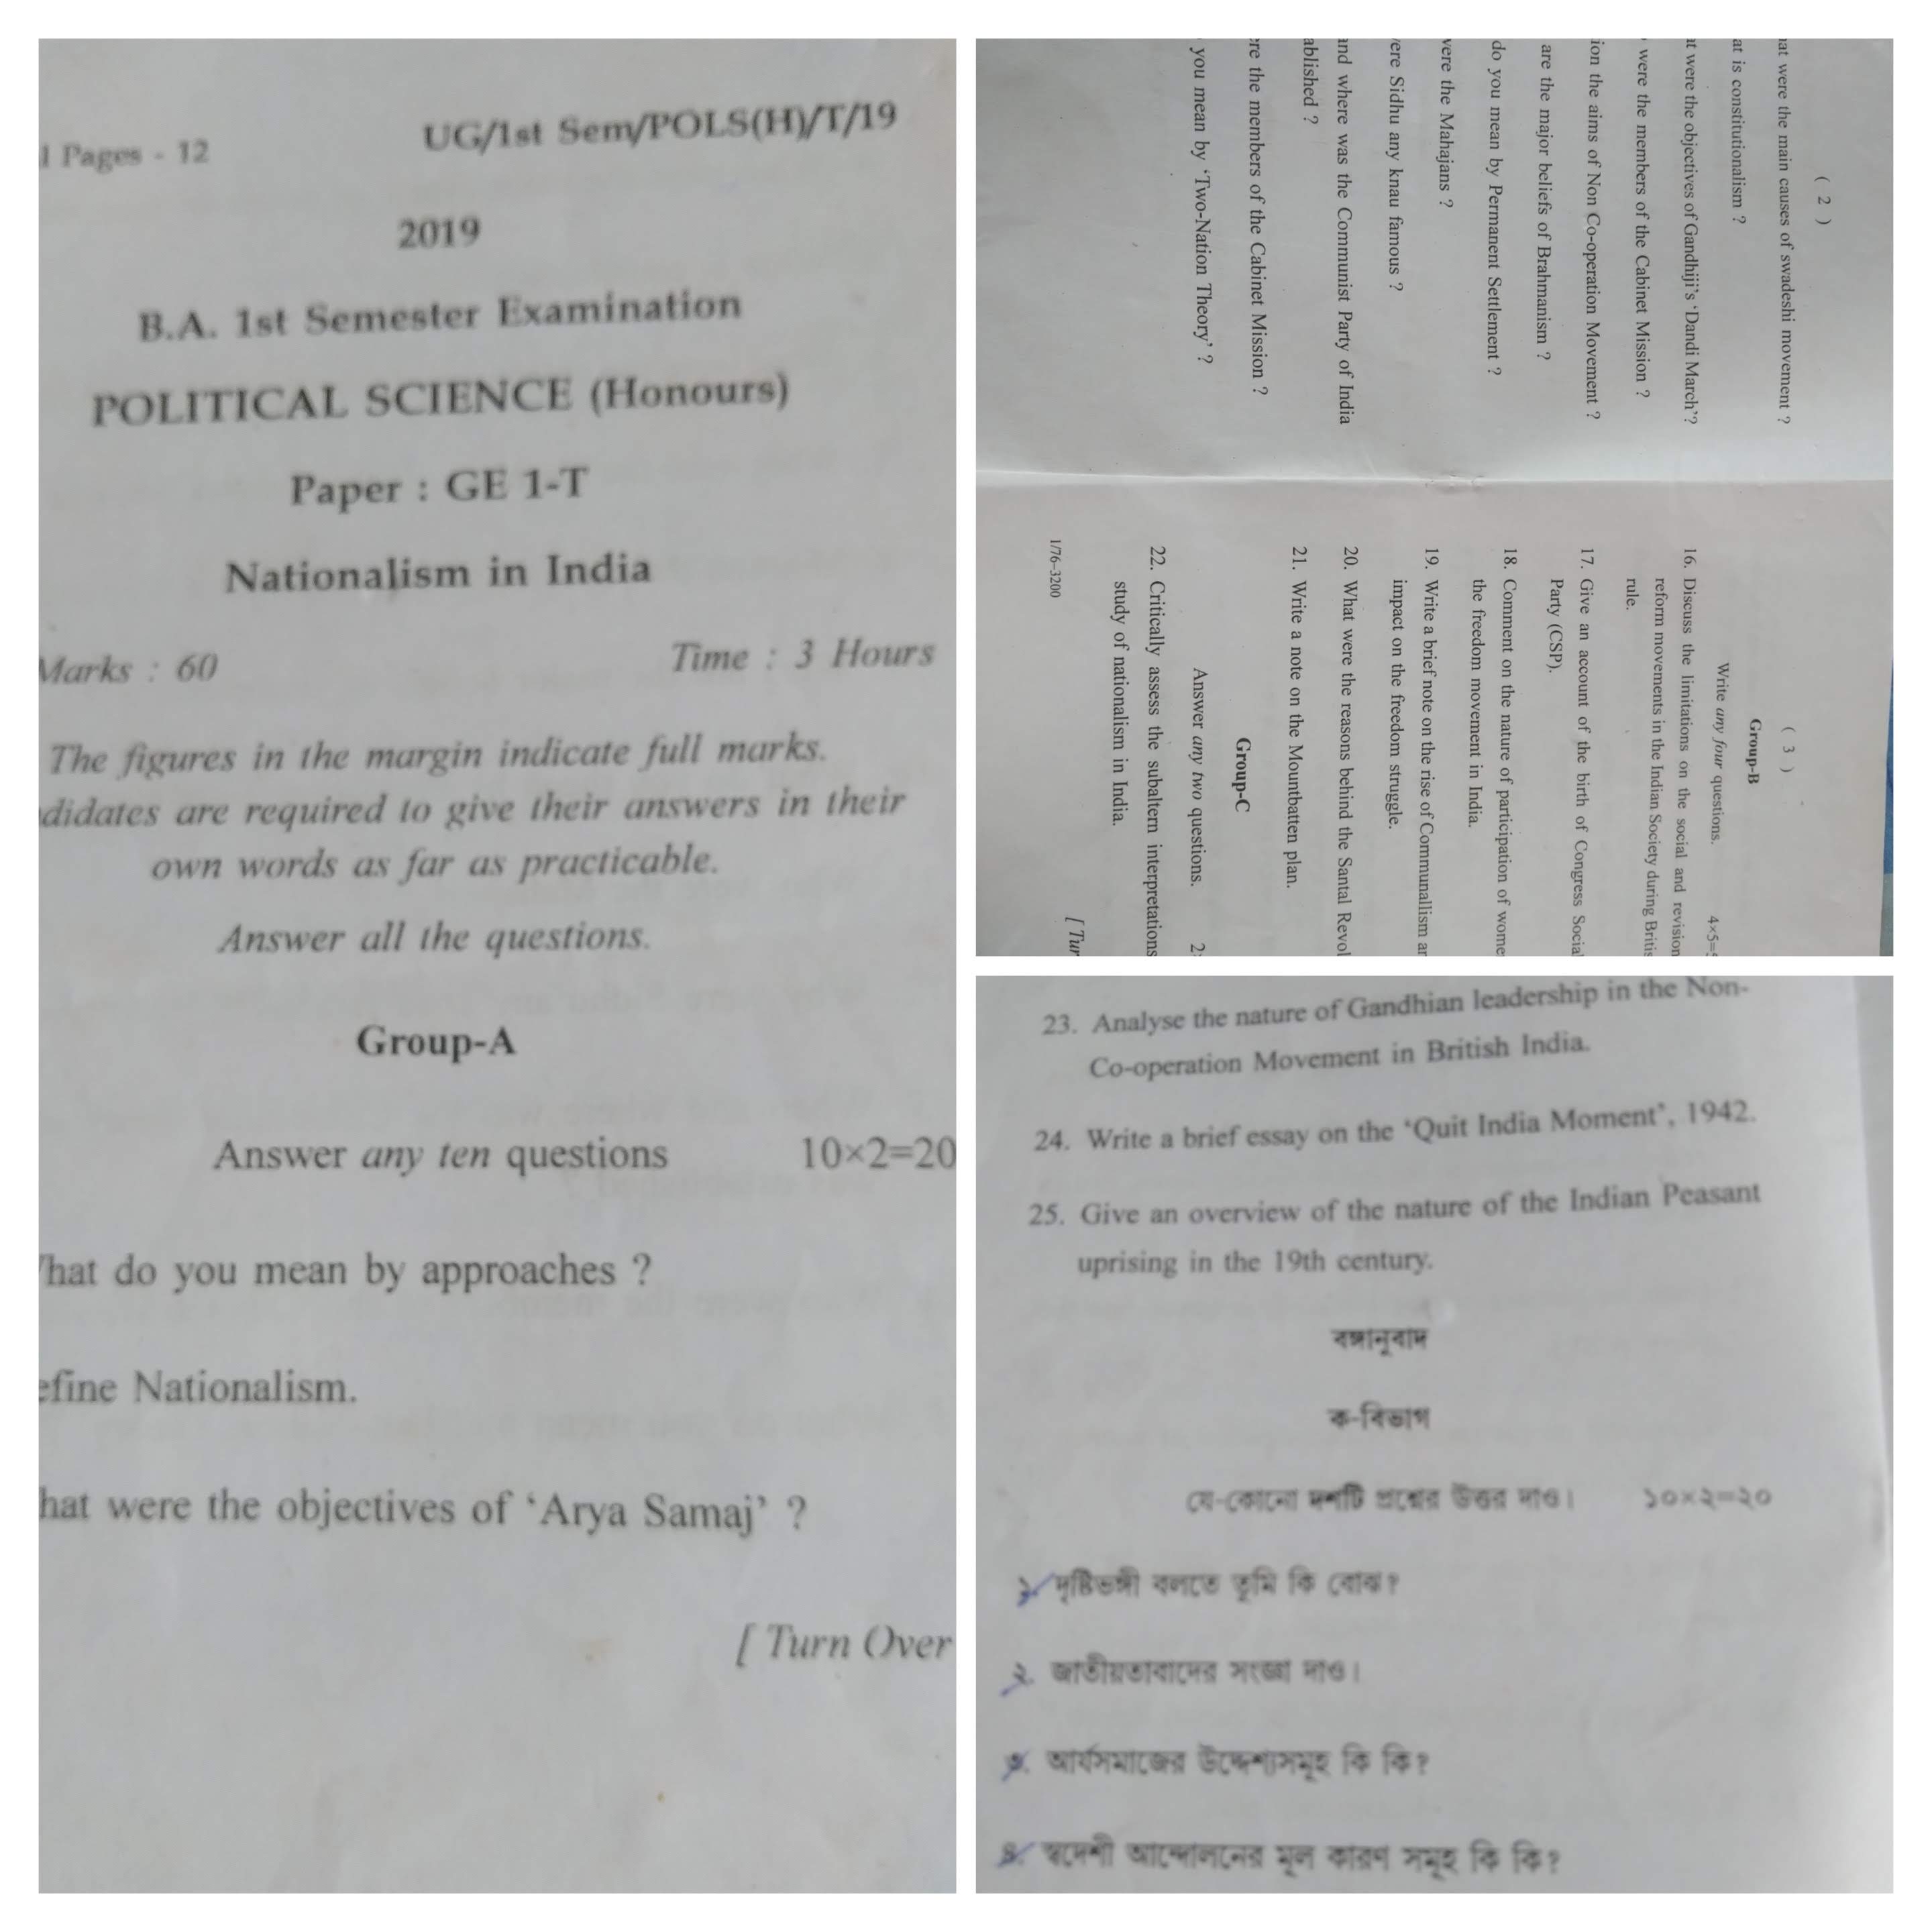 1 Pages - 12
UG/1st Sem/POLS(H)/T/19
2019
B.A. 1st Semester Examination
POLITICAL SCIENCE (Honours)
Paper : GE 1-T
Nationalism in India
Marks : 60
Time : 3 Hours
The figures in the margin indicate full marks.
didates are required to give their answers in their
own words as far as practicable.
Answer all the questions.
Group-A
Answer any ten questions 10×2=20
hat do you mean by approaches ?
efine Nationalism.
hat were the objectives of ‘Arya Samaj’ ?
[ Turn Over
( 2 )
hat were the main causes of swadeshi movement ?
at is constitutionalism ?
at were the objectives of Gandhiji's ‘Dandi March’?
were the members of the Cabinet Mission ?
ion the aims of Non Co-operation Movement ?
are the major beliefs of Brahmanism ?
do you mean by Permanent Settlement ?
were the Mahajans ?
ere Sidhu any knau famous ?
and where was the Communist Party of India
ablished ?
ere the members of the Cabinet Mission ?
you mean by ‘Two-Nation Theory’ ?
( 3 )
Group-B
Write any four questions. 4×5=
16. Discuss the limitations on the social and revision
reform movements in the Indian Society during Britis
rule.
17. Give an account of the birth of Congress Social
Party (CSP).
18. Comment on the nature of participation of wome
the freedom movement in India.
19. Write a brief note on the rise of Communallism an
impact on the freedom struggle.
20. What were the reasons behind the Santal Revol
21. Write a note on the Mountbatten plan.
Group-C
Answer any two questions. 2
22. Critically assess the subaltern interpretations
study of nationalism in India.
1/76-3200
[ Tur
23. Analyse the nature of Gandhian leadership in the Non-
Co-operation Movement in British India.
24. Write a brief essay on the ‘Quit India Moment’, 1942.
25. Give an overview of the nature of the Indian Peasant
uprising in the 19th century.
বঙ্গানুবাদ
ক-বিভাগ
যে-কোনো দশটি প্রশ্নের উত্তর দাও। ১০×২=২০
১. দৃষ্টিভঙ্গী বলতে তুমি কি বোঝ?
২. জাতীয়তাবাদের সংজ্ঞা দাও।
৩. আর্যসমাজের উদ্দেশ্যসমূহ কি কি?
৪. স্বদেশী আন্দোলনের মূল কারণ সমূহ কি কি?